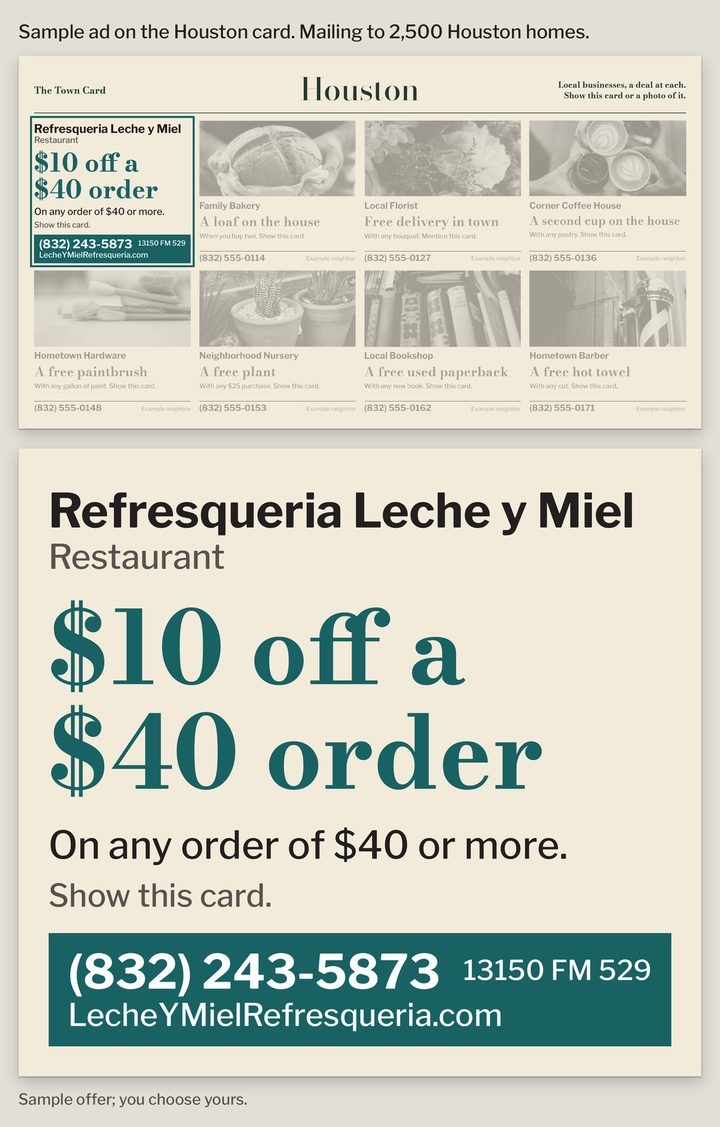 Sample ad on the Houston card. Mailing to 2,500 Houston homes.
The Town Card
Houston
Local businesses, a deal at each.
Show this card or a photo of it.
Refresqueria Leche y Miel
Restaurant
$10 off a
$40 order
On any order of $40 or more.
Show this card.
(832) 243-5873 13150 FM 529
LecheYMielRefresqueria.com
Family Bakery
A loaf on the house
When you buy two. Show this card.
(832) 555-0114 Example neighbor
Local Florist
Free delivery in town
With any bouquet. Mention this card.
(832) 555-0127 Example neighbor
Corner Coffee House
A second cup on the house
With any pastry. Show this card.
(832) 555-0136 Example neighbor
Hometown Hardware
A free paintbrush
With any gallon of paint. Show this card.
(832) 555-0148 Example neighbor
Neighborhood Nursery
A free plant
With any $25 purchase. Show this card.
(832) 555-0153 Example neighbor
Local Bookshop
A free used paperback
With any new book. Show this card.
(832) 555-0162 Example neighbor
Hometown Barber
A free hot towel
With any cut. Show this card.
(832) 555-0171 Example neighbor
Refresqueria Leche y Miel
Restaurant
$10 off a
$40 order
On any order of $40 or more.
Show this card.
(832) 243-5873 13150 FM 529
LecheYMielRefresqueria.com
Sample offer; you choose yours.